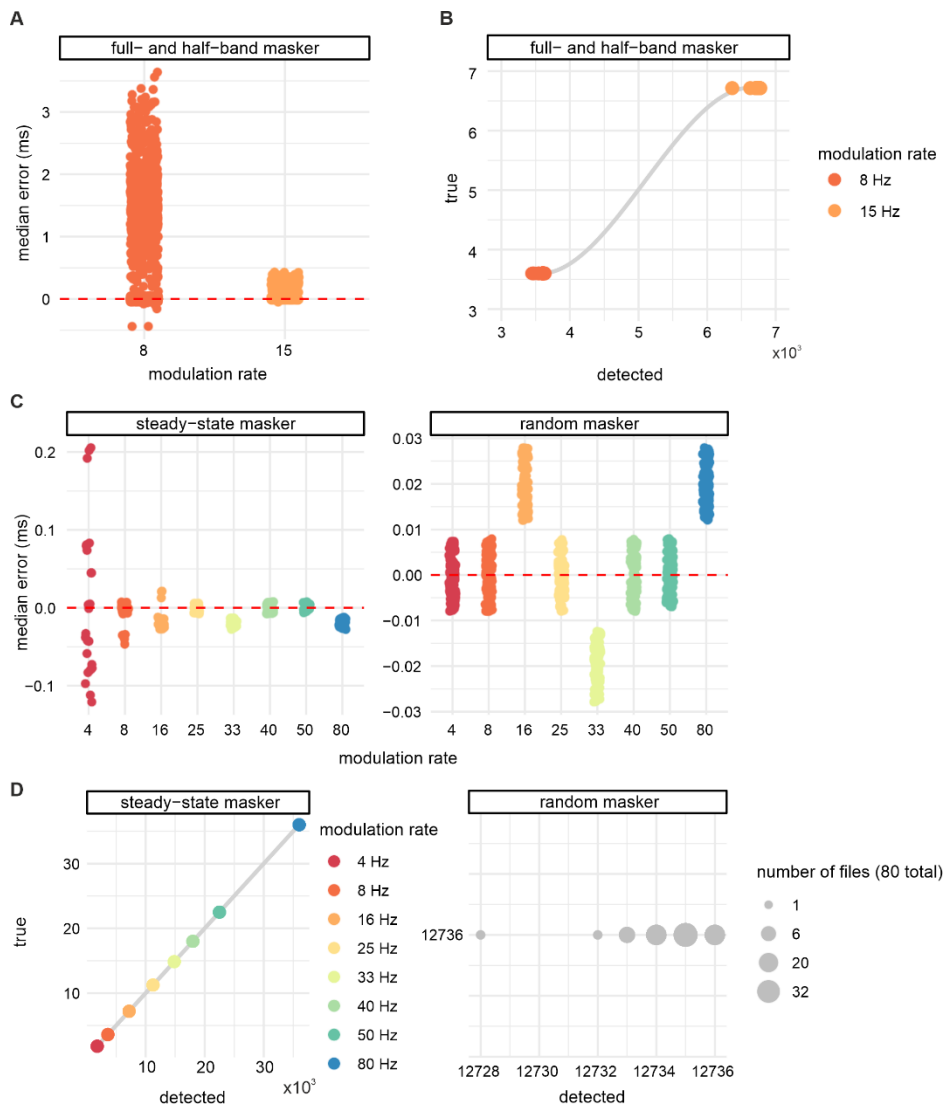 A
full- and half-band masker
median error (ms)
3
2
1
0
8
15
modulation rate
B
full- and half-band masker
true
7
6
5
4
3
3
4
5
6
7
x10³
detected
modulation rate
8 Hz
15 Hz
C
steady-state masker
median error (ms)
0.2
0.1
0.0
−0.1
4
8
16
25
33
40
50
80
random masker
0.03
0.02
0.01
0.00
−0.01
−0.02
−0.03
4
8
16
25
33
40
50
80
modulation rate
D
steady-state masker
true
30
20
10
10
20
30
x10³
detected
modulation rate
4 Hz
8 Hz
16 Hz
25 Hz
33 Hz
40 Hz
50 Hz
80 Hz
random masker
12736
12728
12730
12732
12734
12736
detected
number of files (80 total)
1
6
20
32